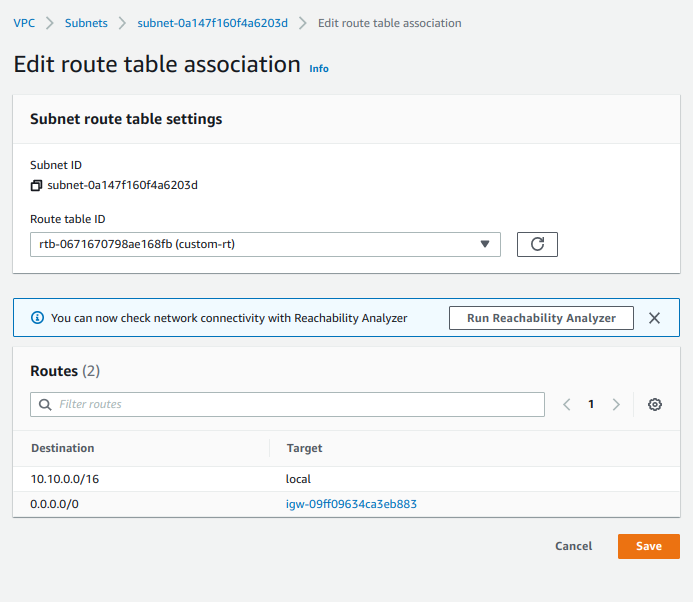 VPC > Subnets > subnet-0a147f160f4a6203d > Edit route table association
Edit route table association Info
Subnet route table settings
Subnet ID
subnet-0a147f160f4a6203d
Route table ID
rtb-0671670798ae168fb (custom-rt)
You can now check network connectivity with Reachability Analyzer Run Reachability Analyzer
Routes (2)
Filter routes 1
Destination Target
10.10.0.0/16 local
0.0.0.0/0 igw-09ff09634ca3eb883
Cancel Save